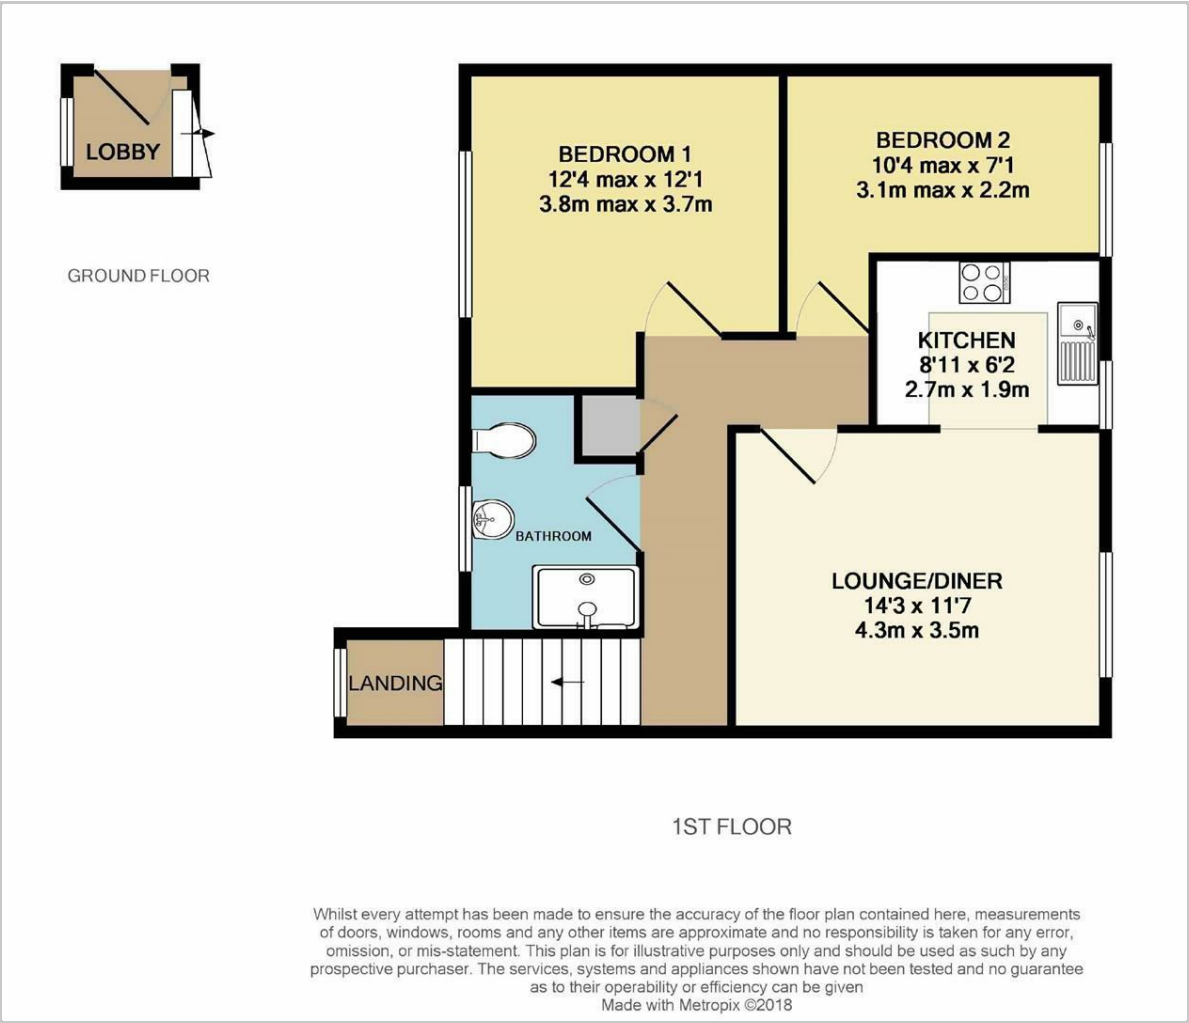 LOBBY
GROUND FLOOR
BEDROOM 1
12'4 max x 12'1
3.8m max x 3.7m
BEDROOM 2
10'4 max x 7'1
3.1m max x 2.2m
KITCHEN
8'11 x 6'2
2.7m x 1.9m
BATHROOM
LOUNGE/DINER
14'3 x 11'7
4.3m x 3.5m
LANDING
1ST FLOOR
Whilst every attempt has been made to ensure the accuracy of the floor plan contained here, measurements
of doors, windows, rooms and any other items are approximate and no responsibility is taken for any error,
omission, or mis-statement. This plan is for illustrative purposes only and should be used as such by any
prospective purchaser. The services, systems and appliances shown have not been tested and no guarantee
as to their operability or efficiency can be given
Made with Metropix ©2018